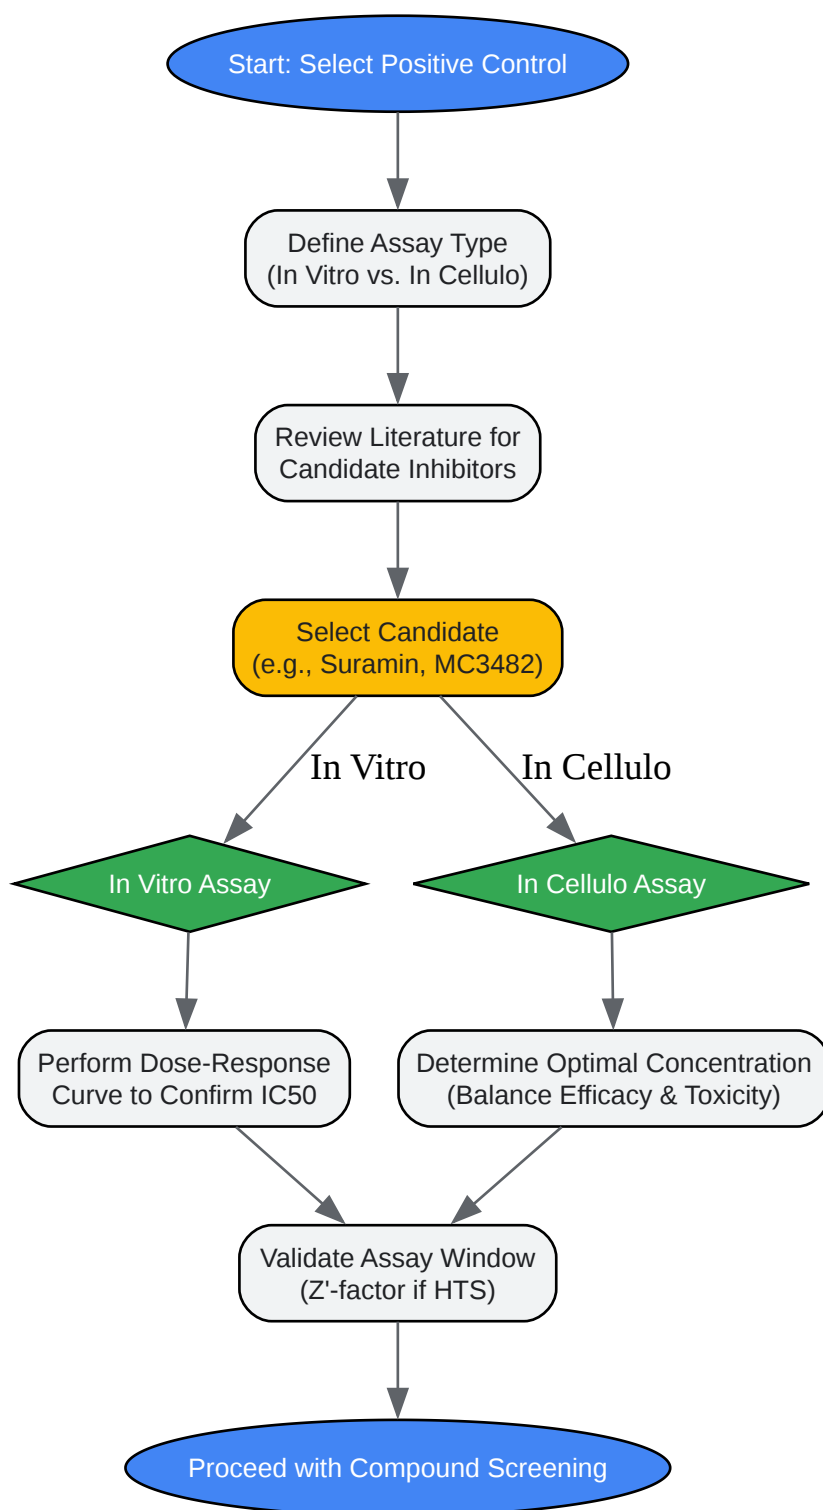 Start: Select Positive Control
Define Assay Type
(In Vitro vs. In Cellulo)
Review Literature for
Candidate Inhibitors
Select Candidate
(e.g., Suramin, MC3482)
In Vitro
In Cellulo
In Vitro Assay
In Cellulo Assay
Perform Dose-Response
Curve to Confirm IC50
Determine Optimal Concentration
(Balance Efficacy & Toxicity)
Validate Assay Window
(Z'-factor if HTS)
Proceed with Compound Screening